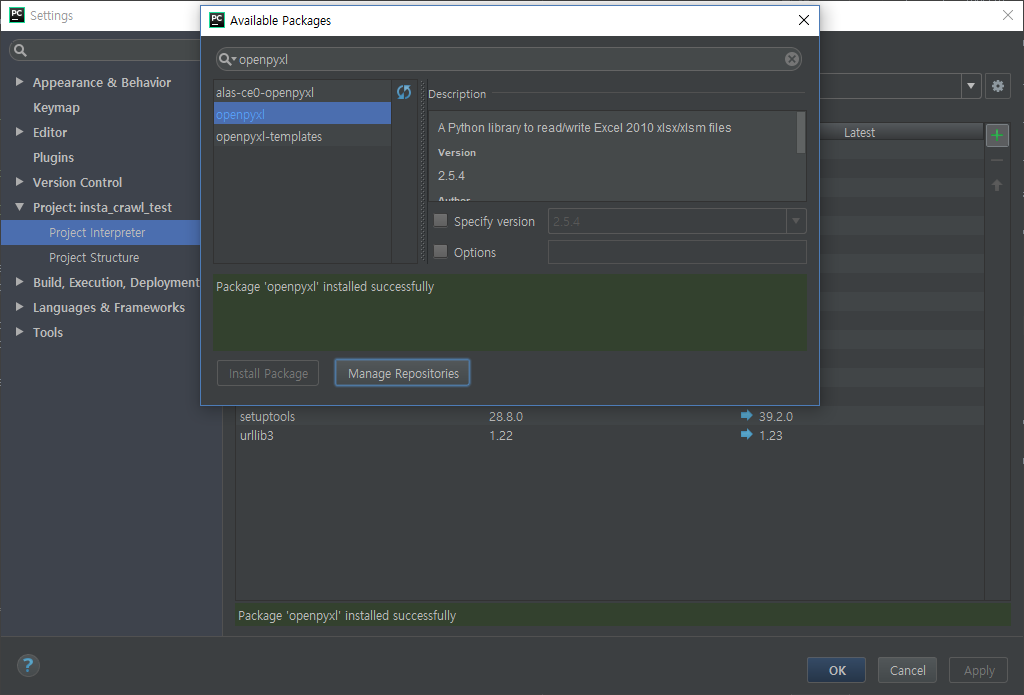 PC Settings
PC Available Packages
openpyxl
Appearance & Behavior
Keymap
Editor
Plugins
Version Control
Project: insta_crawl_test
Project Interpreter
Project Structure
Build, Execution, Deployment
Languages & Frameworks
Tools
alas-ce0-openpyxl
openpyxl
openpyxl-templates
Description
A Python library to read/write Excel 2010 xlsx/xlsm files
Version
2.5.4
Author
Specify version 2.5.4
Options
Package 'openpyxl' installed successfully
Install Package Manage Repositories
Latest
setuptools 28.8.0 39.2.0
urllib3 1.22 1.23
Package 'openpyxl' installed successfully
? OK Cancel Apply